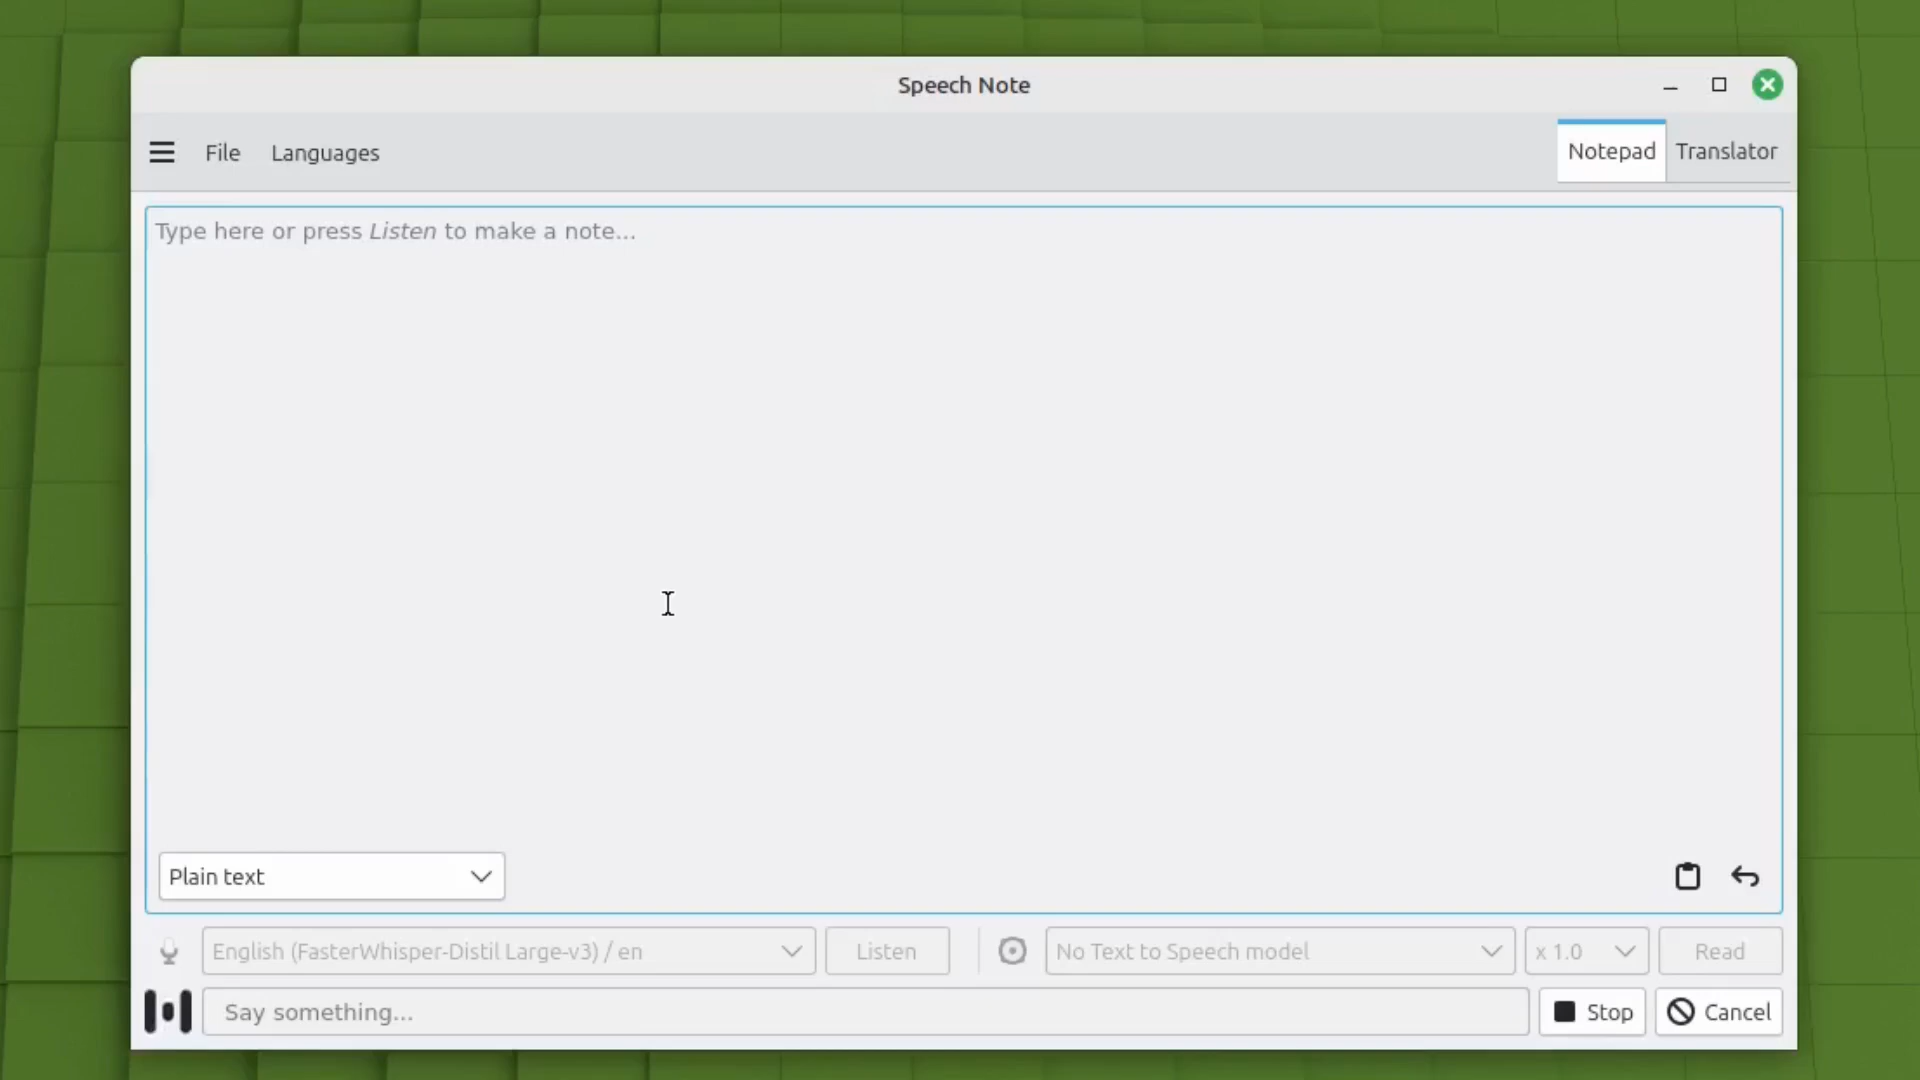 Speech Note
File Languages Notepad Translator
Type here or press Listen to make a note...
Plain text
English (FasterWhisper-Distil Large-v3) / en Listen No Text to Speech model x 1.0 Read
Say something... Stop Cancel